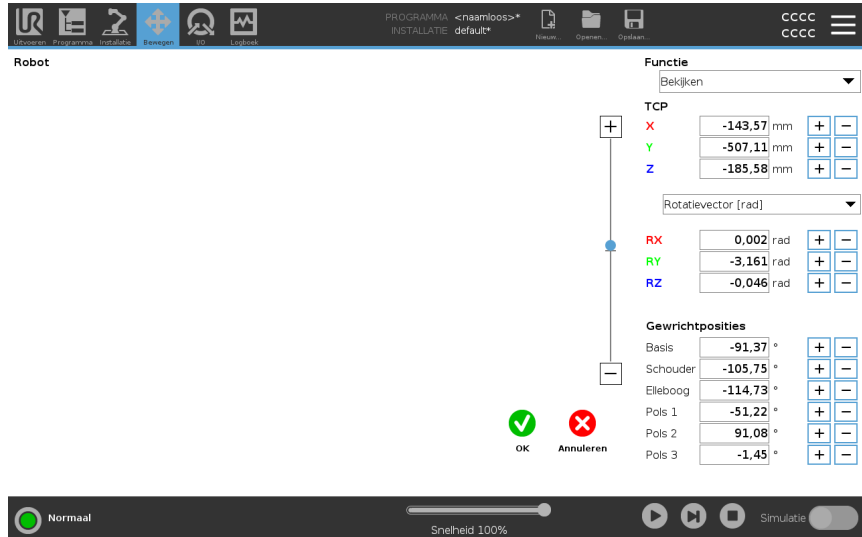 Uitvoeren Programma Installatie Bewegen I/O Logboek
PROGRAMMA <naamloos>*
INSTALLATIE default*
Nieuw... Openen... Opslaan...
CCCC
CCCC
Robot
Functie
Bekijken
TCP
X -143,57 mm + −
Y -507,11 mm + −
Z -185,58 mm + −
Rotatievector [rad]
RX 0,002 rad + −
RY -3,161 rad + −
RZ -0,046 rad + −
Gewrichtposities
Basis -91,37 ° + −
Schouder -105,75 ° + −
Elleboog -114,73 ° + −
Pols 1 -51,22 ° + −
Pols 2 91,08 ° + −
Pols 3 -1,45 ° + −
OK Annuleren
Normaal
Snelheid 100%
Simulatie